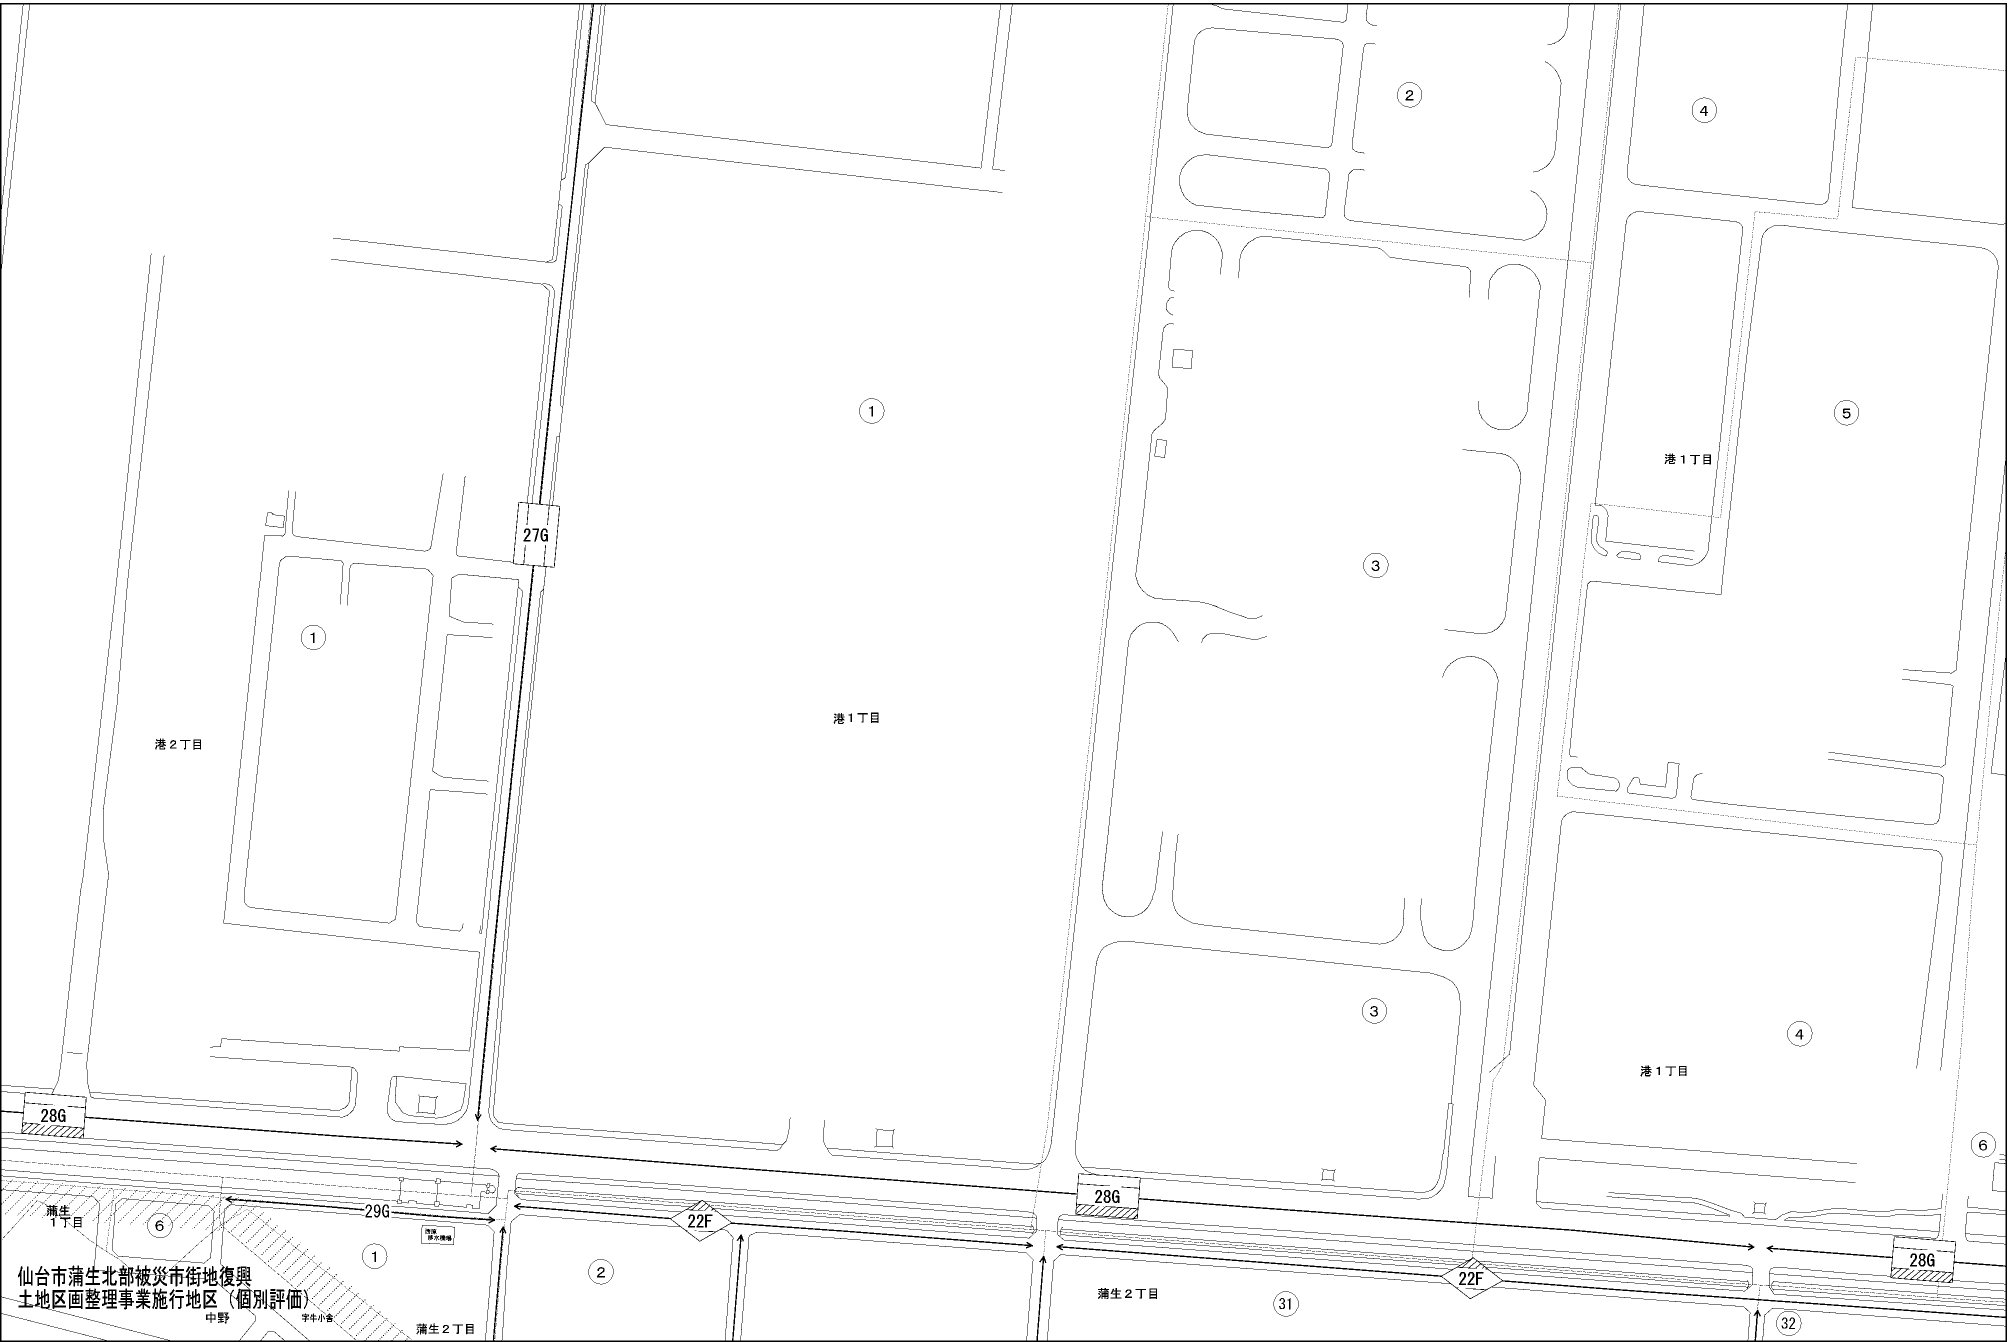 ②
④
①
⑤
港1丁目
27G
③
①
港1丁目
港2丁目
③
④
港1丁目
28G
⑥
28G
蒲生
1丁目
⑥
29G
22F
28G
①
②
22F
仙台市蒲生北部被災市街地復興
土地区画整理事業施行地区(個別評価)
中野
字牛小舎
蒲生2丁目
蒲生2丁目
㉛
㉜